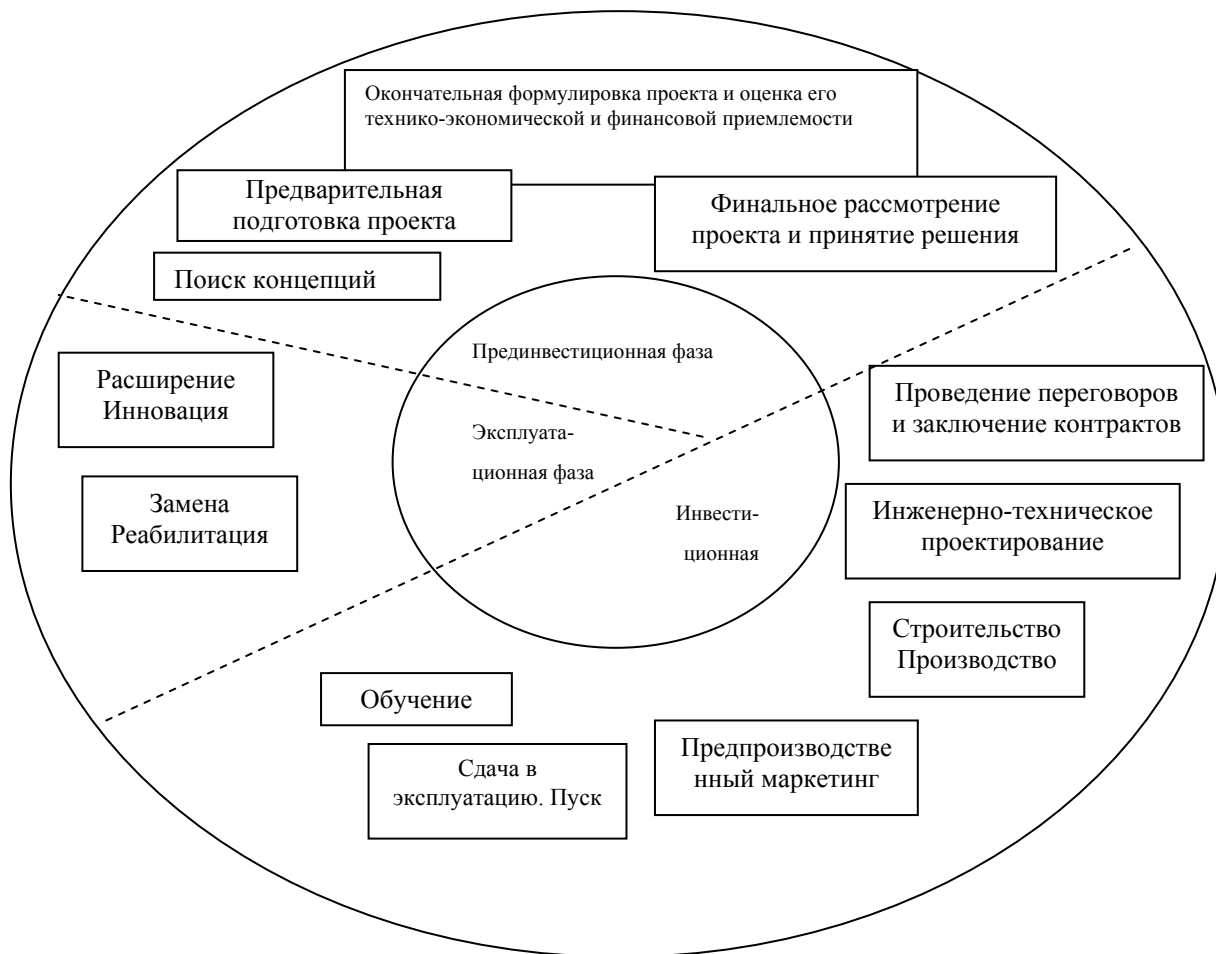 Окончательная формулировка проекта и оценка его
технико-экономической и финансовой приемлемости
Предварительная
подготовка проекта
Финальное рассмотрение
проекта и принятие решения
Поиск концепций
Прединвестиционная фаза
Расширение
Инновация
Проведение переговоров
и заключение контрактов
Эксплуата-
ционная фаза
Замена
Реабилитация
Инвести-
ционная
Инженерно-техническое
проектирование
Строительство
Производство
Обучение
Предпроизводстве
нный маркетинг
Сдача в
эксплуатацию. Пуск